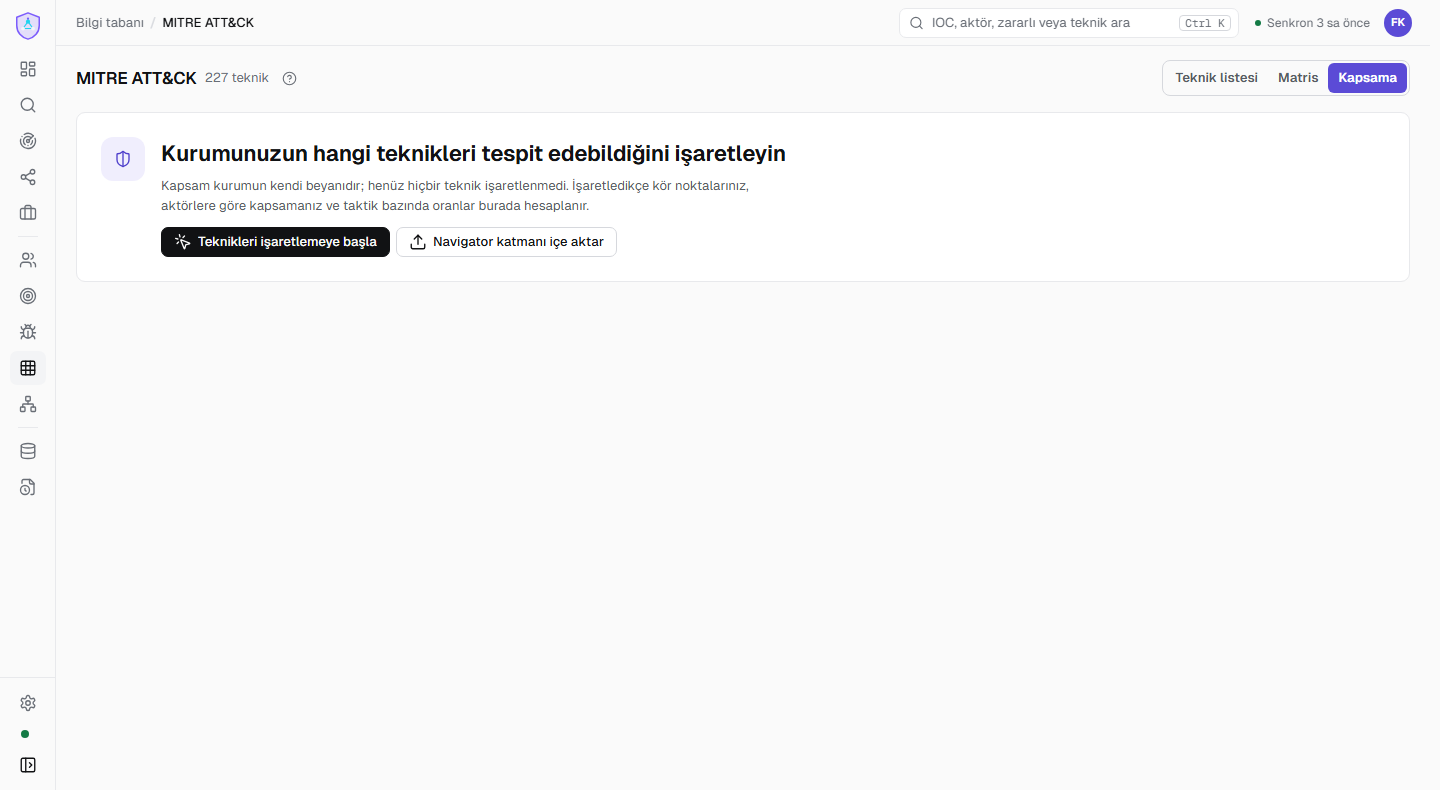 Bilgi tabanı / MITRE ATT&CK
IOC, aktör, zararlı veya teknik ara
Ctrl K
Senkron 3 sa önce
FK
MITRE ATT&CK 227 teknik
Teknik listesi
Matris
Kapsama
Kurumunuzun hangi teknikleri tespit edebildiğini işaretleyin
Kapsam kurumun kendi beyanıdır; henüz hiçbir teknik işaretlenmedi. İşaretledikçe kör noktalarınız,
aktörlere göre kapsamanız ve taktik bazında oranlar burada hesaplanır.
Teknikleri işaretlemeye başla
Navigator katmanı içe aktar